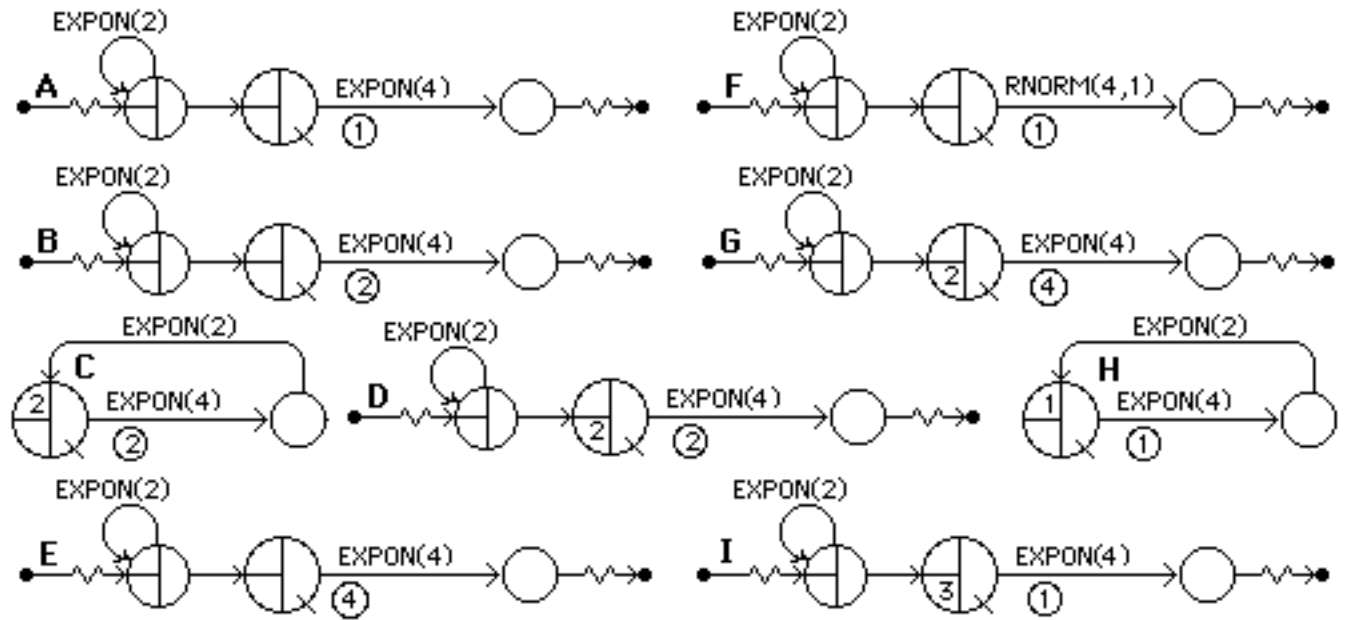 EXPON(2) EXPON(2)
A EXPON(4) F RNORM(4,1)
1 1
EXPON(2) EXPON(2)
B EXPON(4) G EXPON(4)
2 2 4
EXPON(2) EXPON(2) EXPON(2)
C D H
2 EXPON(4) EXPON(4) 1 EXPON(4)
2 2 2 1
EXPON(2) EXPON(2)
E EXPON(4) I EXPON(4)
4 3 1